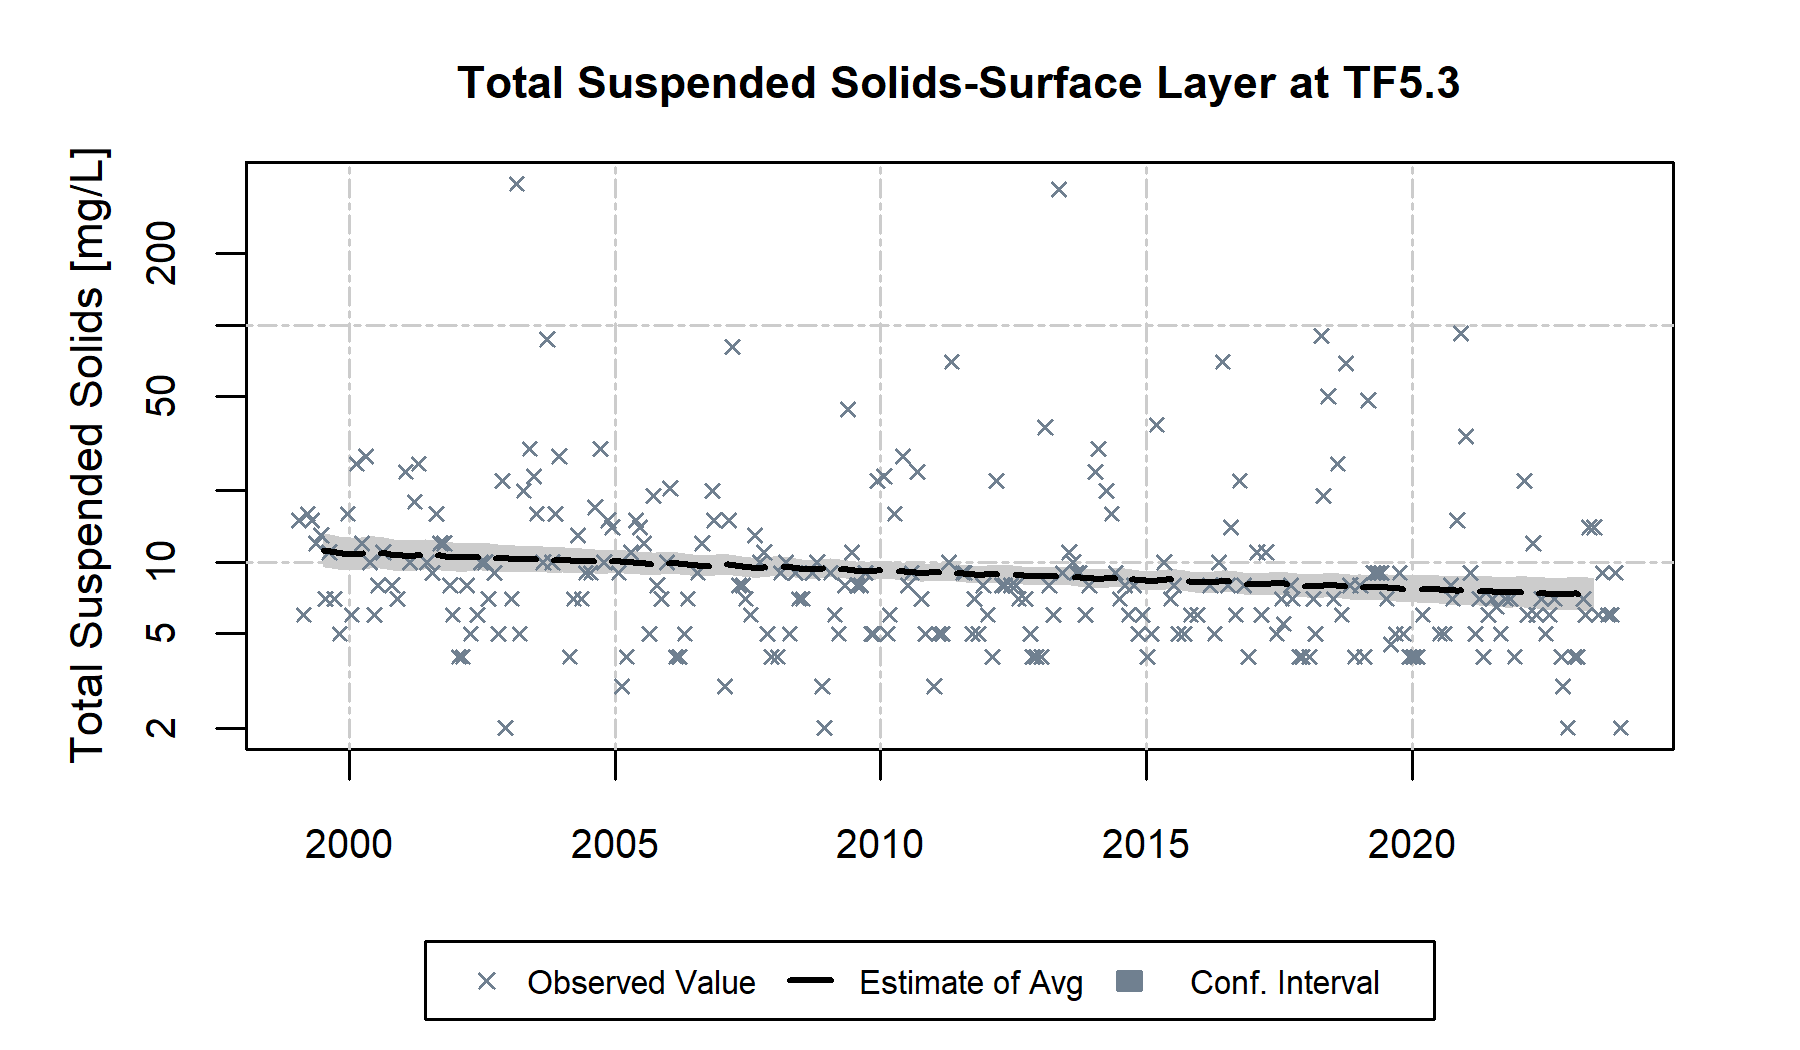 Total Suspended Solids-Surface Layer at TF5.3
Total Suspended Solids [mg/L]
200
50
10
5
2
2000 2005 2010 2015 2020
Observed Value Estimate of Avg Conf. Interval